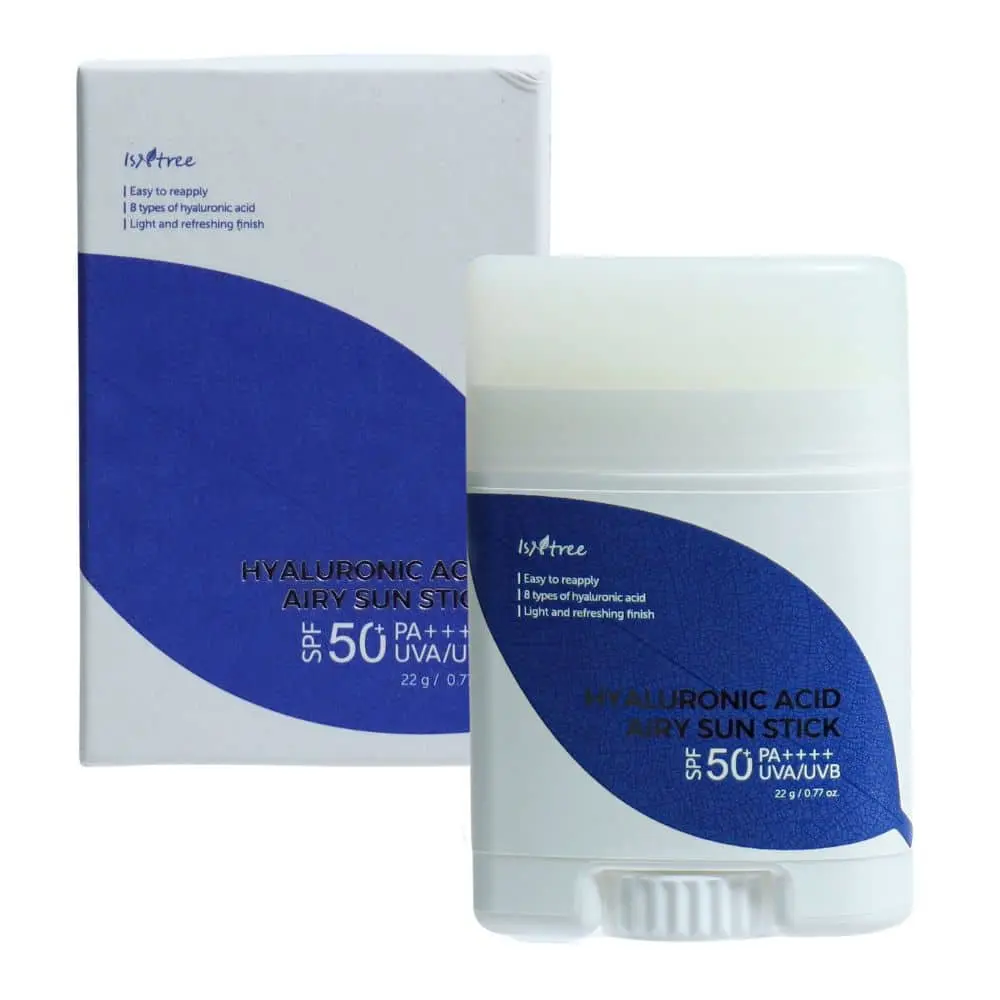 Isntree
Easy to reapply
8 types of hyaluronic acid
Light and refreshing finish
HYALURONIC AC
AIRY SUN STIC
SPF 50+ PA+++
UVA/U
22 g / 0.7
Isntree
Easy to reapply
8 types of hyaluronic acid
Light and refreshing finish
HYALURONIC ACID
AIRY SUN STICK
SPF 50+ PA++++
UVA/UVB
22 g / 0.77 oz.